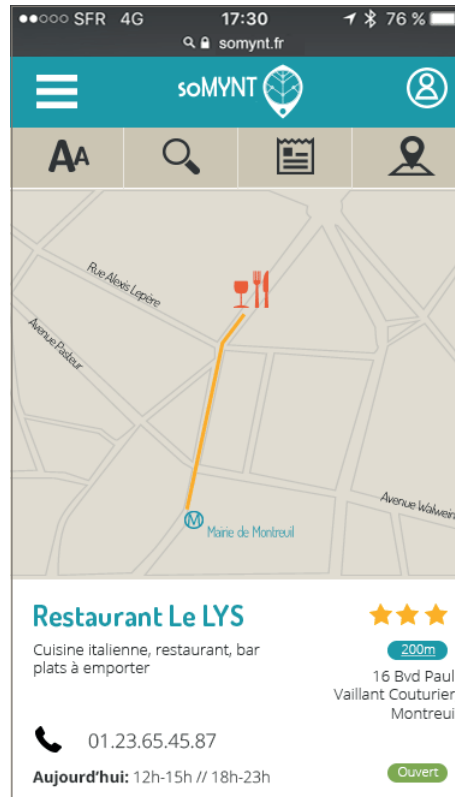 SFR 4G 17:30 76 %
somynt.fr
soMYNT
AA
Rue Alexis Lepère
Avenue Pasteur
Avenue Walwein
M Mairie de Montreuil
Restaurant Le LYS
Cuisine italienne, restaurant, bar
plats à emporter
200m
16 Bvd Paul
Vaillant Couturier
Montreui
01.23.65.45.87
Aujourd'hui: 12h-15h // 18h-23h
Ouvert